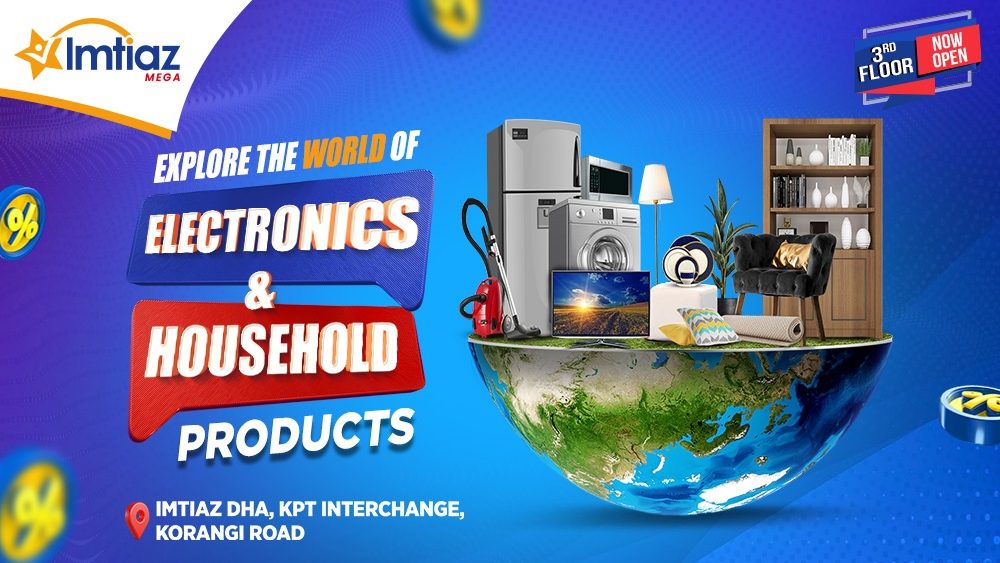 Imtiaz
MEGA
3RD
FLOOR
NOW
OPEN
EXPLORE THE WORLD OF
ELECTRONICS
&
HOUSEHOLD
PRODUCTS
IMTIAZ DHA, KPT INTERCHANGE,
KORANGI ROAD
%
%
%